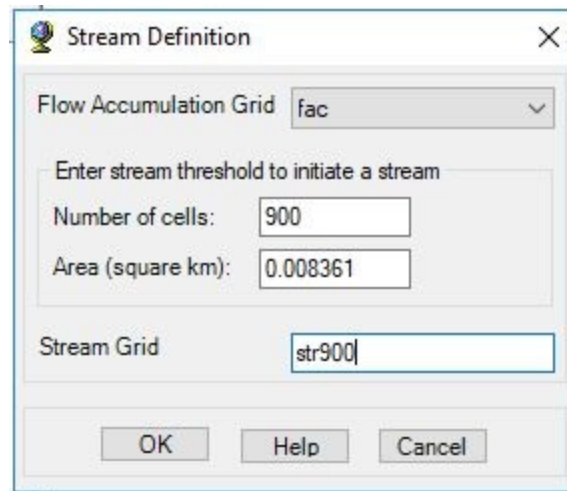 Stream Definition
Flow Accumulation Grid fac
Enter stream threshold to initiate a stream
Number of cells: 900
Area (square km): 0.008361
Stream Grid str900
OK Help Cancel